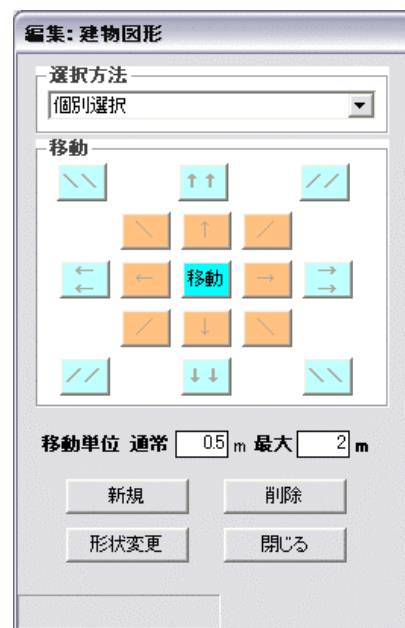 編集: 建物図形
選択方法
個別選択
移動
＼＼ ↑↑ ／／
＼ ↑ ／
←← ← 移動 → →→
／ ↓ ＼
／／ ↓↓ ＼＼
移動単位 通常 0.5 m 最大 2 m
新規 削除
形状変更 閉じる